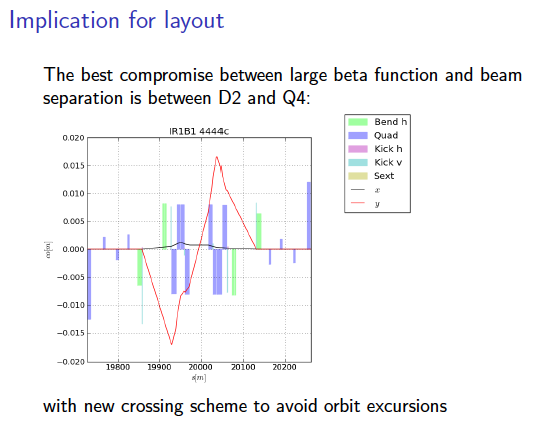 Implication for layout
The best compromise between large beta function and beam
separation is between D2 and Q4:
IR1B1 4444c
Bend h
Quad
Kick h
Kick v
Sext
x
y
0.020
0.015
0.010
0.005
0.000
−0.005
−0.010
−0.015
−0.020
co[m]
19800 19900 20000 20100 20200
s[m]
with new crossing scheme to avoid orbit excursions